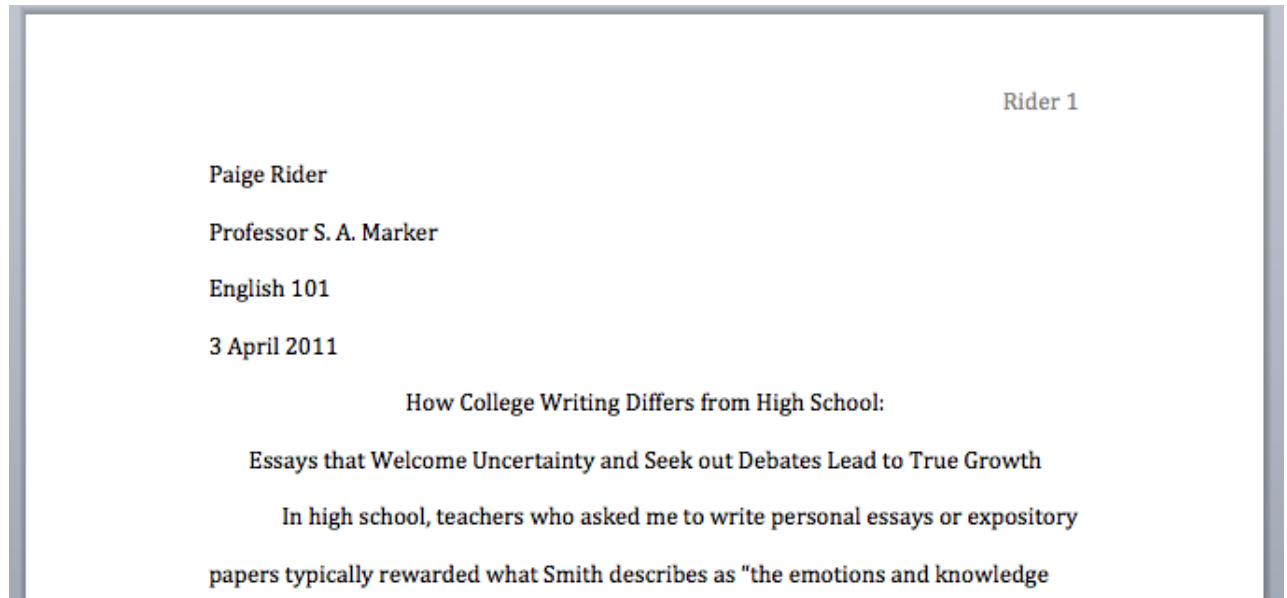 Rider 1
Paige Rider
Professor S. A. Marker
English 101
3 April 2011
How College Writing Differs from High School:
Essays that Welcome Uncertainty and Seek out Debates Lead to True Growth
In high school, teachers who asked me to write personal essays or expository
papers typically rewarded what Smith describes as "the emotions and knowledge